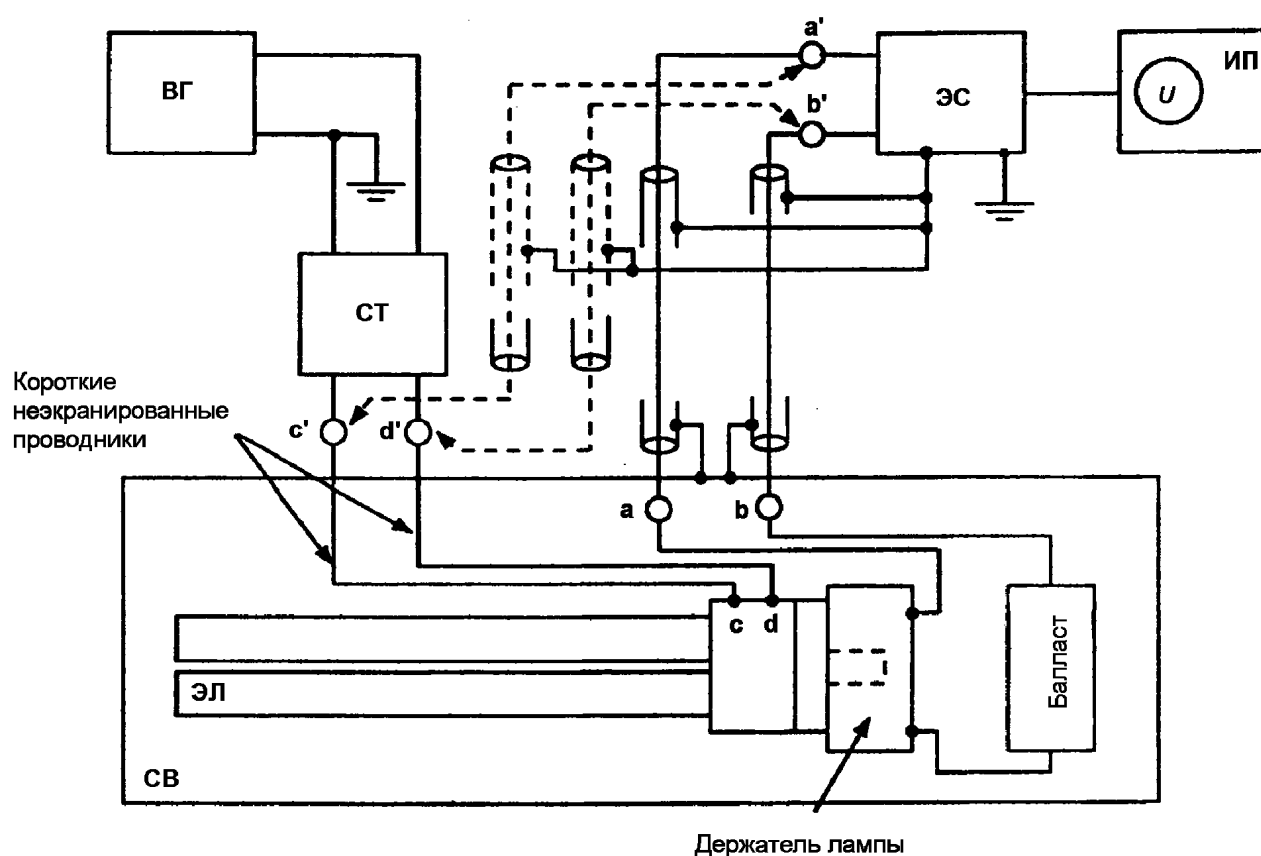 ВГ
a'
b'
ЭС
ИП
U
СТ
Короткие
неэкранированные
проводники
c'
d'
a
b
c
d
ЭЛ
Балласт
СВ
Держатель лампы